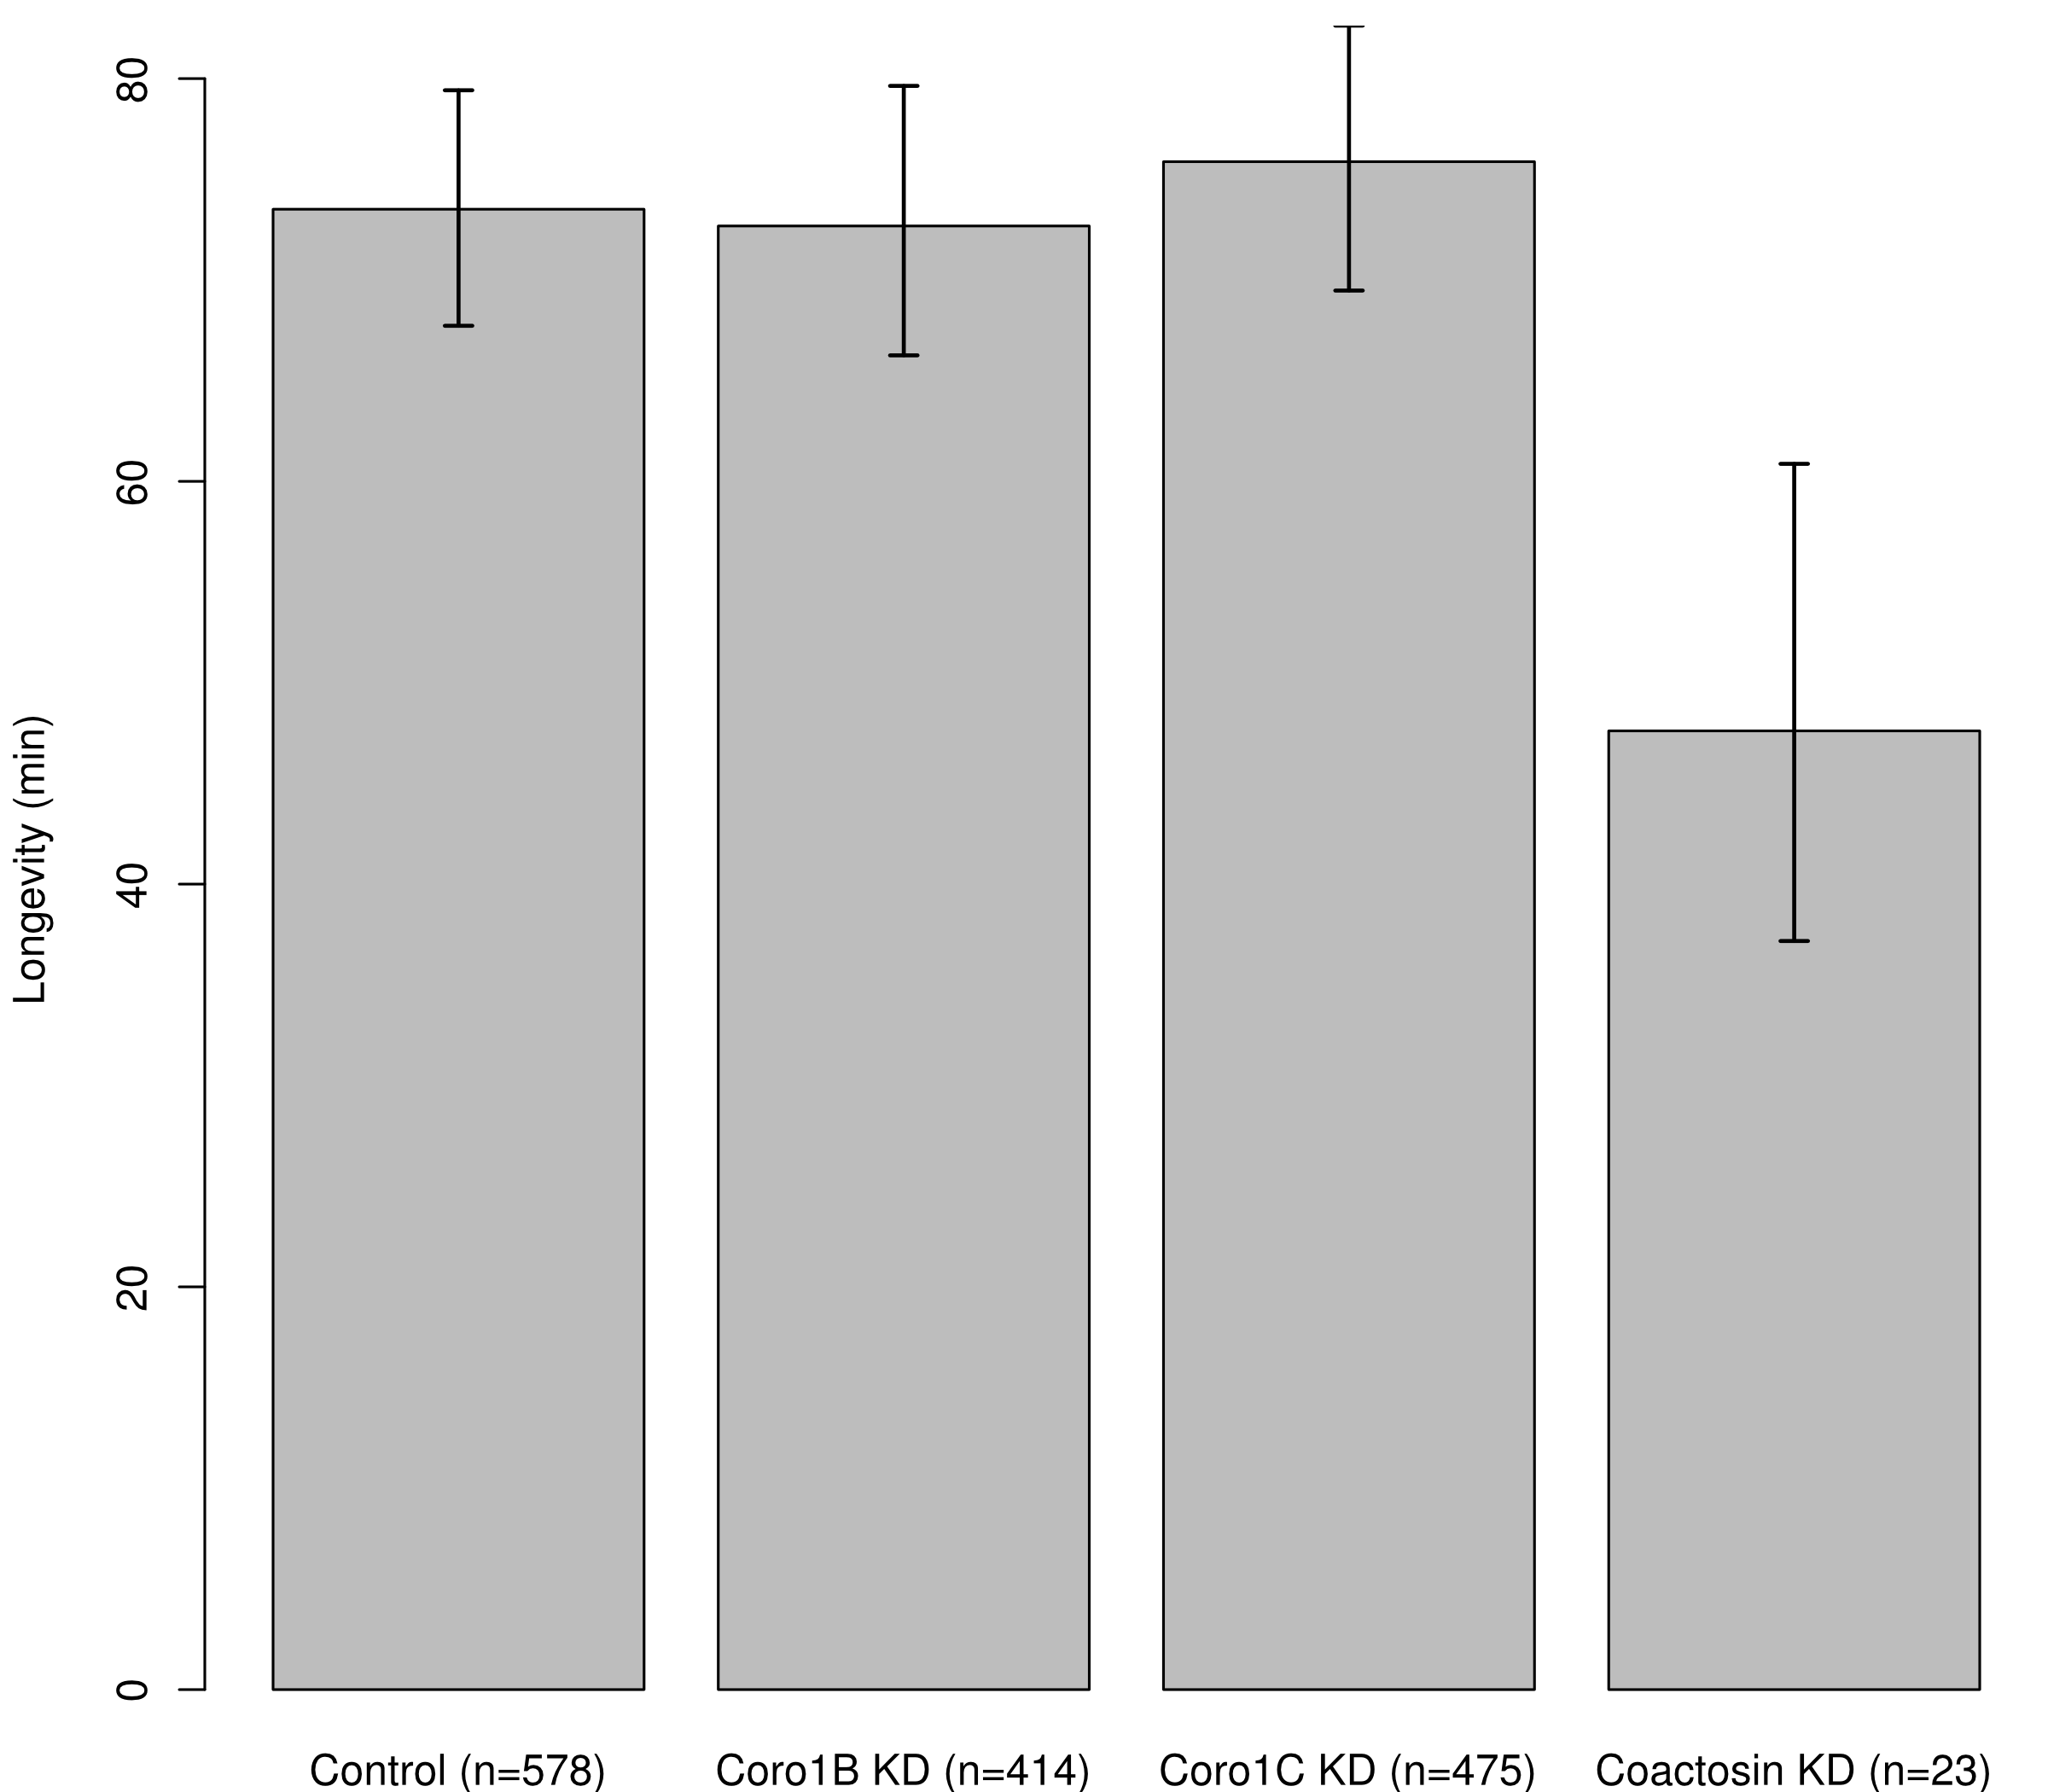 Longevity (min)
80
60
40
20
0
Control (n=578) Coro1B KD (n=414) Coro1C KD (n=475) Coactosin KD (n=23)